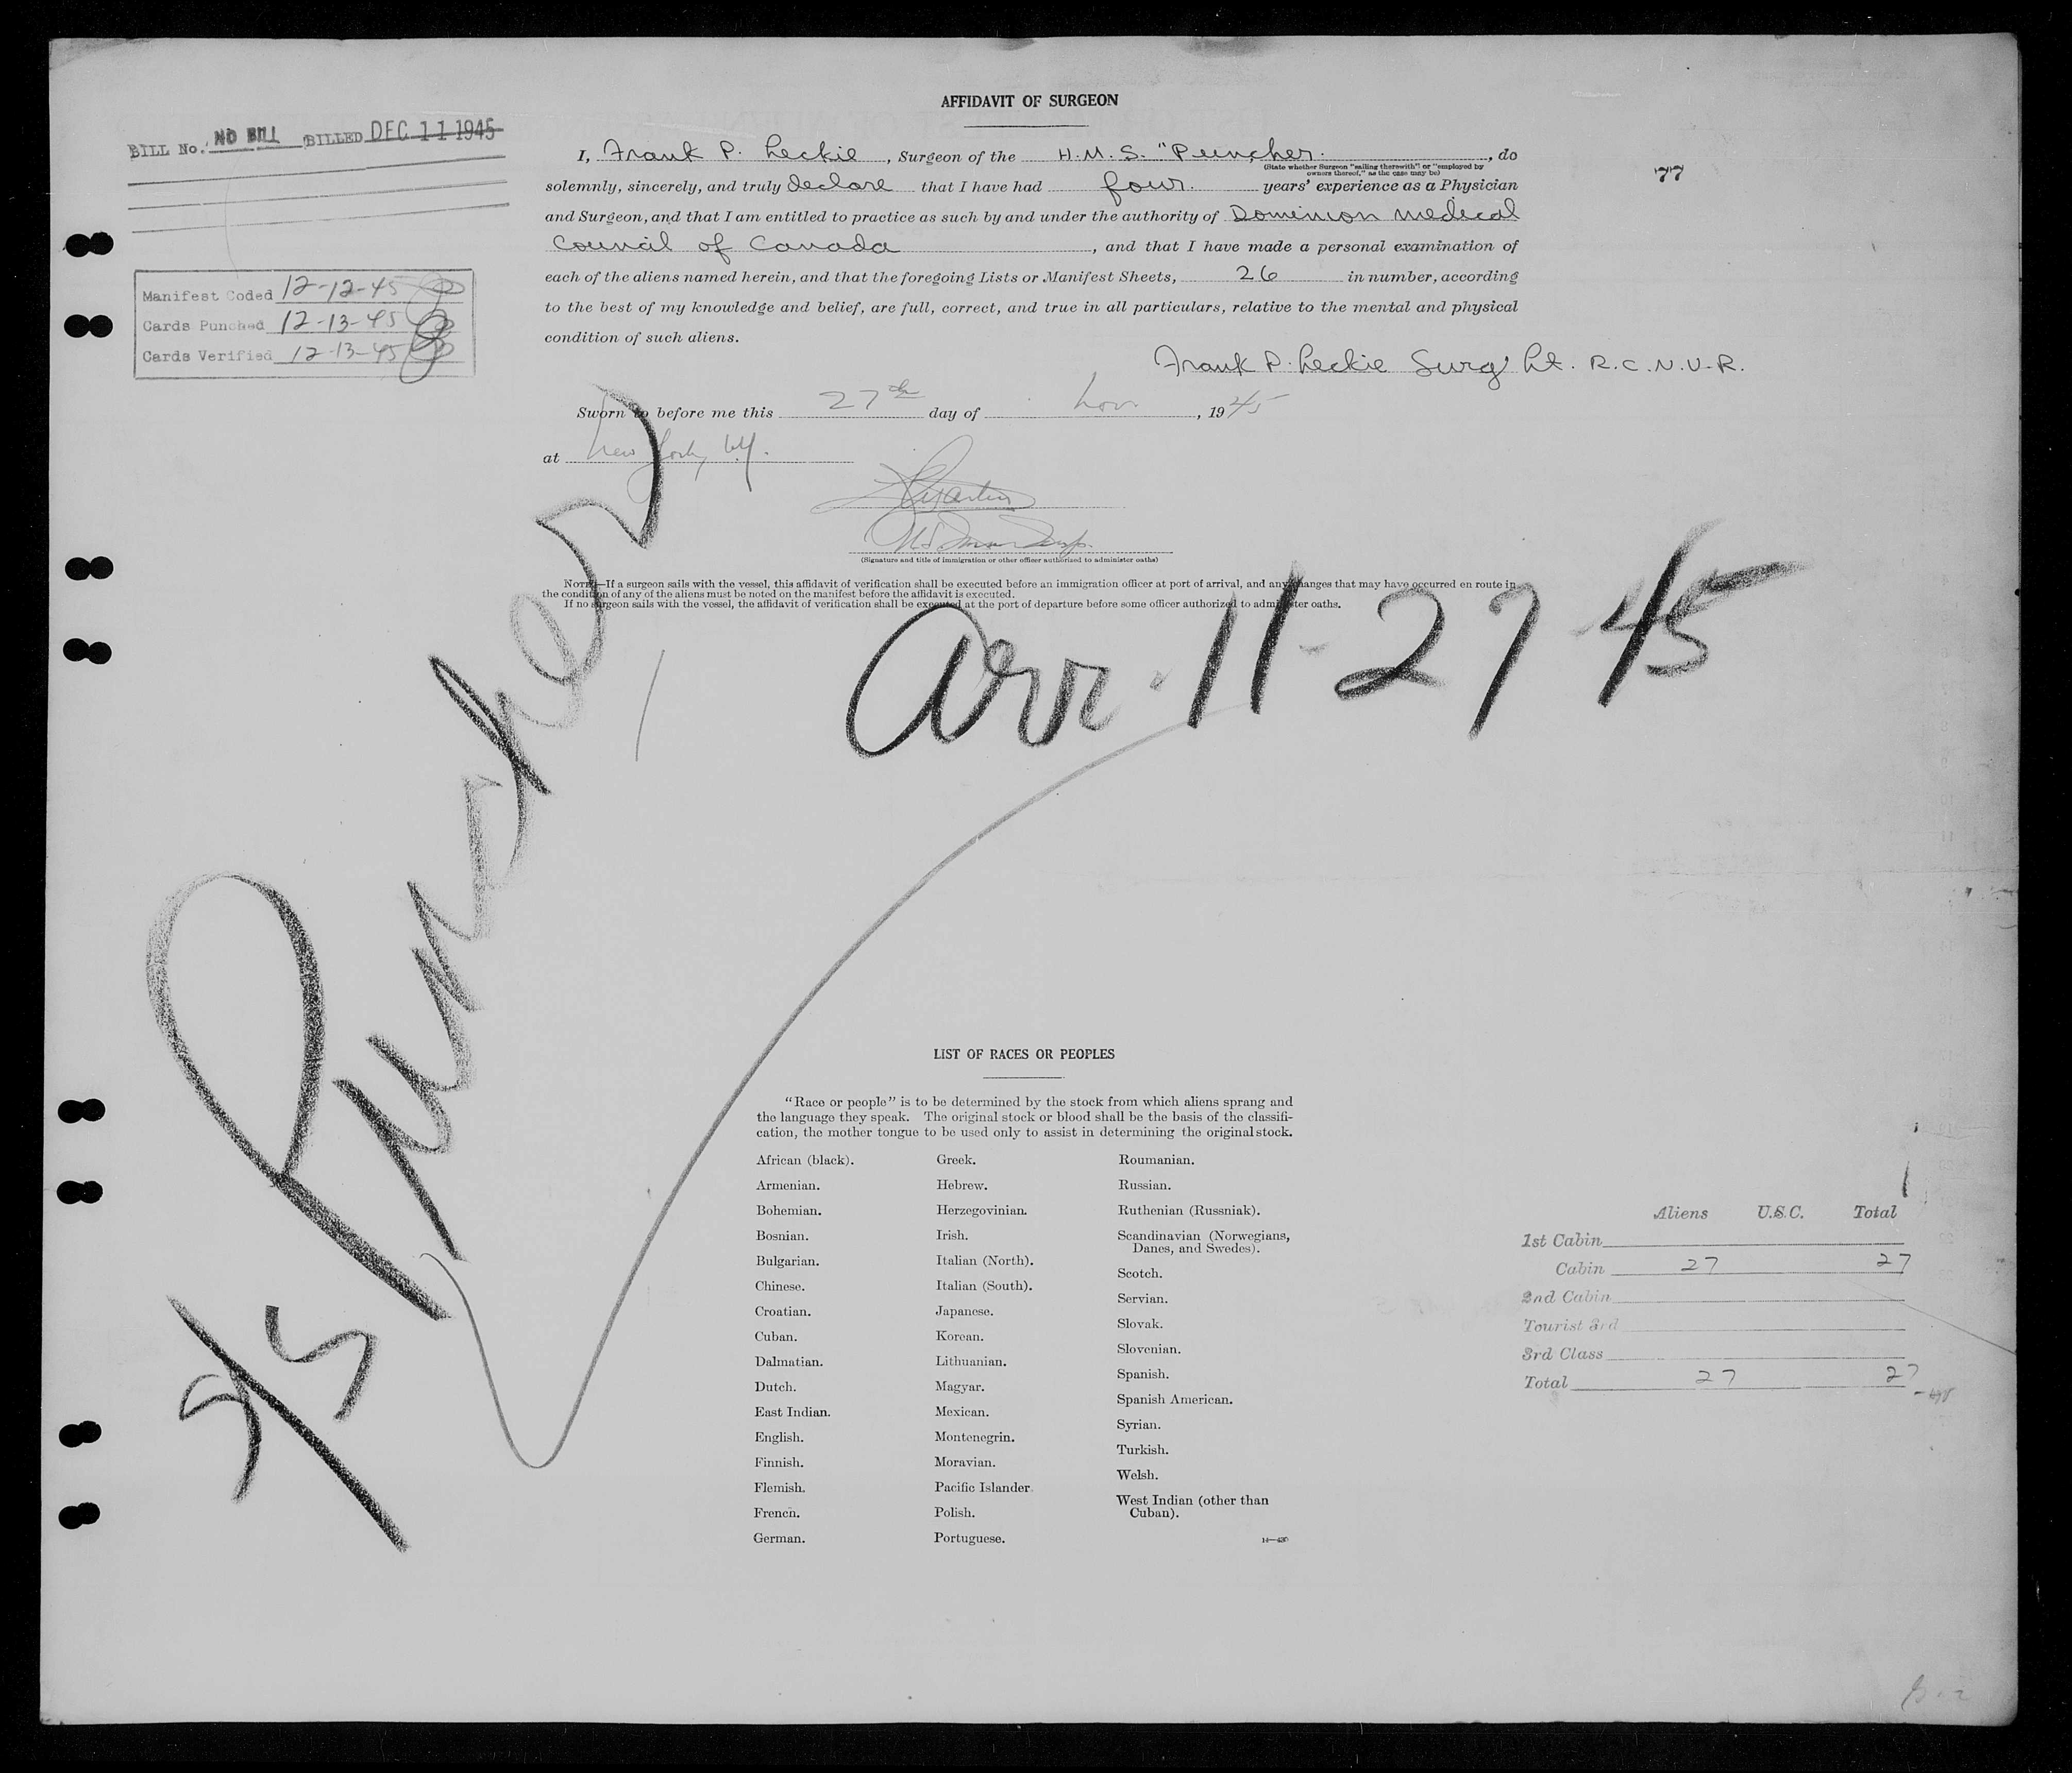 AFFIDAVIT OF SURGEON
BILL No. NO BILL BILLED DEC 11 1945
I, Frank P. Leckie, Surgeon of the H.M.S. "Puncher., do
(State whether Surgeon "sailing therewith" or "employed by
owners thereof," as the case may be)
77
solemnly, sincerely, and truly declare that I have had four. years' experience as a Physician
and Surgeon, and that I am entitled to practice as such by and under the authority of Dominion medical
Council of Canada, and that I have made a personal examination of
each of the aliens named herein, and that the foregoing Lists or Manifest Sheets, 26 in number, according
to the best of my knowledge and belief, are full, correct, and true in all particulars, relative to the mental and physical
condition of such aliens.
Manifest Coded 12-12-45
Cards Punched 12-13-45
Cards Verified 12-13-45
Frank P. Leckie Surg Lt. R.C.N.V.R.
Sworn to before me this 27th day of Nov, 1945
at New York, N.Y.
(Signature and title of immigration or other officer authorized to administer oaths)
NOTE.—If a surgeon sails with the vessel, this affidavit of verification shall be executed before an immigration officer at port of arrival, and any changes that may have occurred en route in
the condition of any of the aliens must be noted on the manifest before the affidavit is executed.
If no surgeon sails with the vessel, the affidavit of verification shall be executed at the port of departure before some officer authorized to administer oaths.
Arr. 11-27 45
S/S Puncher
LIST OF RACES OR PEOPLES
"Race or people" is to be determined by the stock from which aliens sprang and
the language they speak. The original stock or blood shall be the basis of the classifi-
cation, the mother tongue to be used only to assist in determining the original stock.
African (black).
Armenian.
Bohemian.
Bosnian.
Bulgarian.
Chinese.
Croatian.
Cuban.
Dalmatian.
Dutch.
East Indian.
English.
Finnish.
Flemish.
French.
German.
Greek.
Hebrew.
Herzegovinian.
Irish.
Italian (North).
Italian (South).
Japanese.
Korean.
Lithuanian.
Magyar.
Mexican.
Montenegrin.
Moravian.
Pacific Islander.
Polish.
Portuguese.
Roumanian.
Russian.
Ruthenian (Russniak).
Scandinavian (Norwegians,
Danes, and Swedes).
Scotch.
Servian.
Slovak.
Slovenian.
Spanish.
Spanish American.
Syrian.
Turkish.
Welsh.
West Indian (other than
Cuban).
Aliens U.S.C. Total
1st Cabin
Cabin 27 27
2nd Cabin
Tourist 3rd
3rd Class
Total 27 27